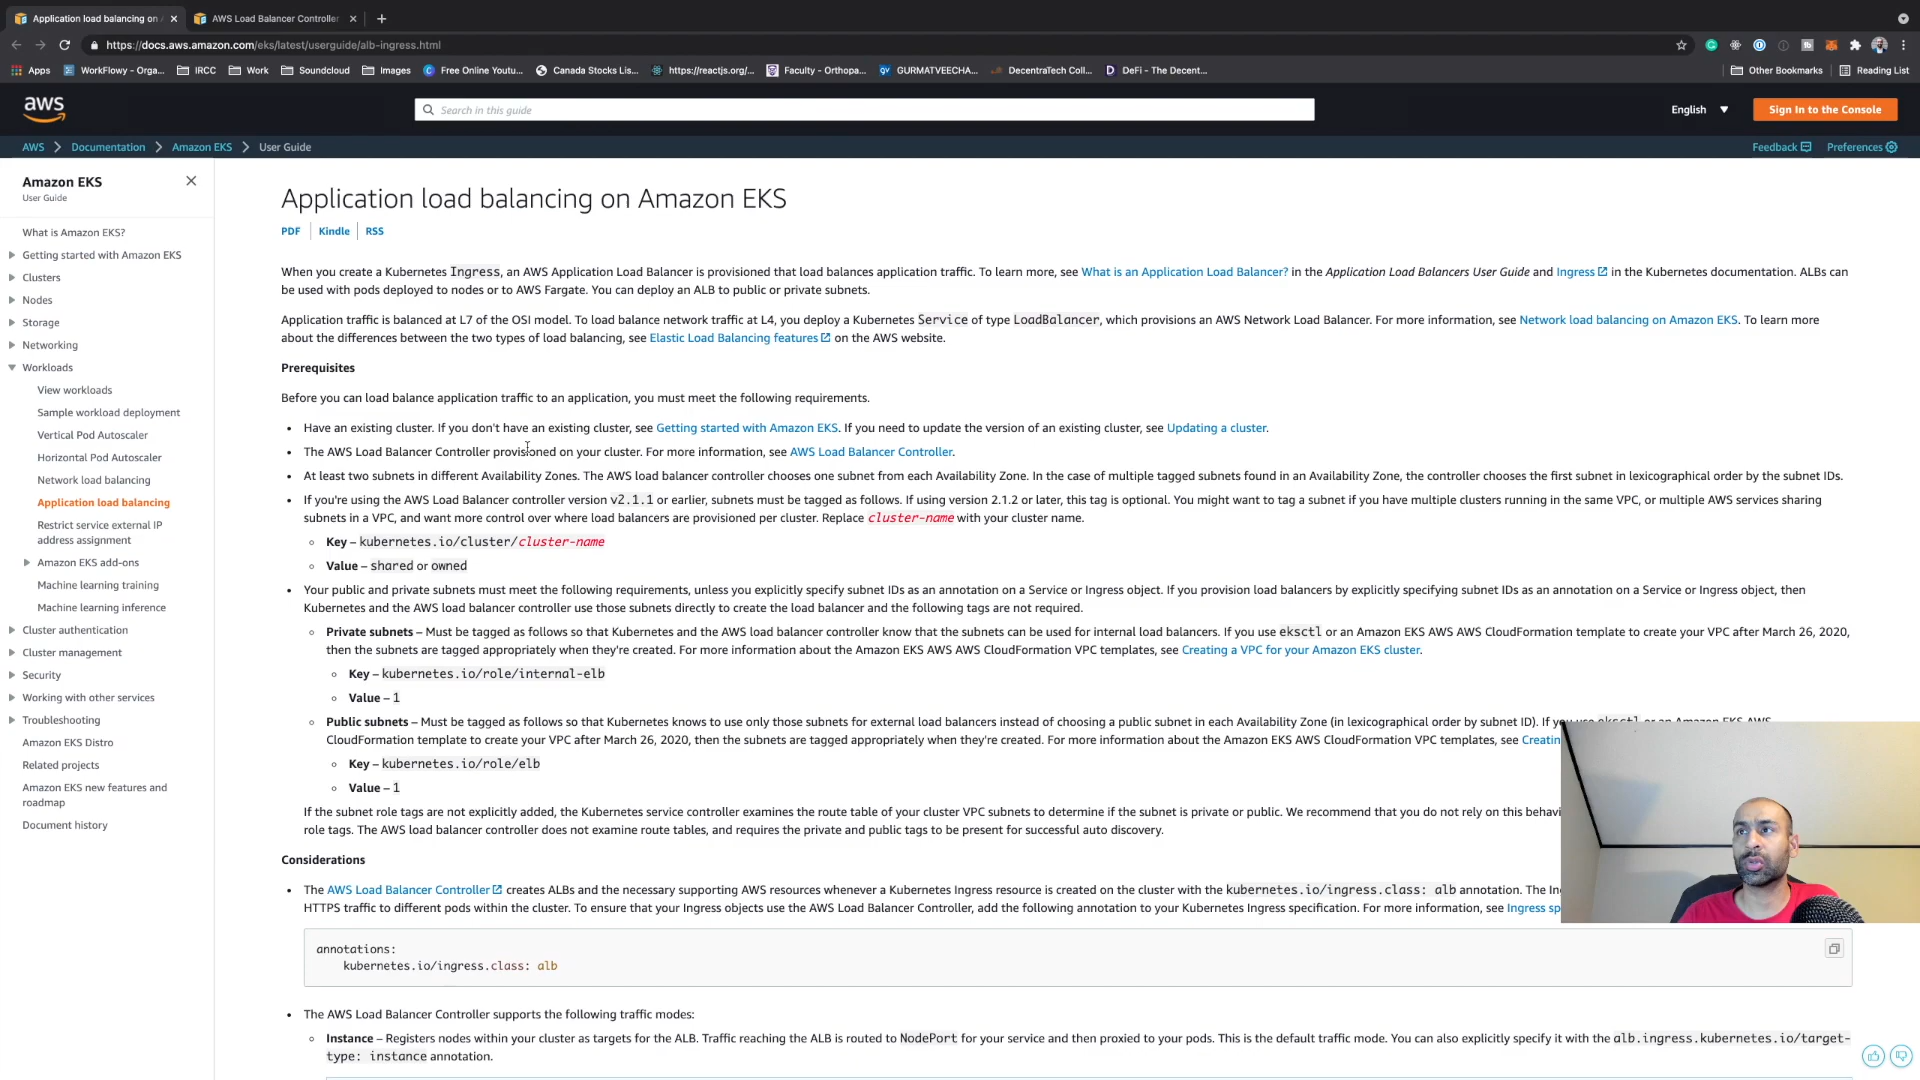 Application load balancing on A
AWS Load Balancer Controller
https://docs.aws.amazon.com/eks/latest/userguide/alb-ingress.html
Apps
WorkFlowy - Orga...
IRCC
Work
Soundcloud
Images
Free Online Youtu...
Canada Stocks Lis...
https://reactjs.org/...
Faculty - Orthopa...
GURMATVEECHA...
DecentraTech Coll...
DeFi - The Decent...
Other Bookmarks
Reading List
aws
Search in this guide
English
Sign In to the Console
AWS > Documentation > Amazon EKS > User Guide
Feedback
Preferences
Amazon EKS
User Guide
What is Amazon EKS?
Getting started with Amazon EKS
Clusters
Nodes
Storage
Networking
Workloads
View workloads
Sample workload deployment
Vertical Pod Autoscaler
Horizontal Pod Autoscaler
Network load balancing
Application load balancing
Restrict service external IP
address assignment
Amazon EKS add-ons
Machine learning training
Machine learning inference
Cluster authentication
Cluster management
Security
Working with other services
Troubleshooting
Amazon EKS Distro
Related projects
Amazon EKS new features and
roadmap
Document history
Application load balancing on Amazon EKS
PDF | Kindle | RSS
When you create a Kubernetes Ingress, an AWS Application Load Balancer is provisioned that load balances application traffic. To learn more, see What is an Application Load Balancer? in the Application Load Balancers User Guide and Ingress in the Kubernetes documentation. ALBs can
be used with pods deployed to nodes or to AWS Fargate. You can deploy an ALB to public or private subnets.
Application traffic is balanced at L7 of the OSI model. To load balance network traffic at L4, you deploy a Kubernetes Service of type LoadBalancer, which provisions an AWS Network Load Balancer. For more information, see Network load balancing on Amazon EKS. To learn more
about the differences between the two types of load balancing, see Elastic Load Balancing features on the AWS website.
Prerequisites
Before you can load balance application traffic to an application, you must meet the following requirements.
• Have an existing cluster. If you don't have an existing cluster, see Getting started with Amazon EKS. If you need to update the version of an existing cluster, see Updating a cluster.
• The AWS Load Balancer Controller provisioned on your cluster. For more information, see AWS Load Balancer Controller.
• At least two subnets in different Availability Zones. The AWS load balancer controller chooses one subnet from each Availability Zone. In the case of multiple tagged subnets found in an Availability Zone, the controller chooses the first subnet in lexicographical order by the subnet IDs.
• If you're using the AWS Load Balancer controller version v2.1.1 or earlier, subnets must be tagged as follows. If using version 2.1.2 or later, this tag is optional. You might want to tag a subnet if you have multiple clusters running in the same VPC, or multiple AWS services sharing
subnets in a VPC, and want more control over where load balancers are provisioned per cluster. Replace cluster-name with your cluster name.
Key – kubernetes.io/cluster/cluster-name
Value – shared or owned
• Your public and private subnets must meet the following requirements, unless you explicitly specify subnet IDs as an annotation on a Service or Ingress object. If you provision load balancers by explicitly specifying subnet IDs as an annotation on a Service or Ingress object, then
Kubernetes and the AWS load balancer controller use those subnets directly to create the load balancer and the following tags are not required.
Private subnets – Must be tagged as follows so that Kubernetes and the AWS load balancer controller know that the subnets can be used for internal load balancers. If you use eksctl or an Amazon EKS AWS AWS CloudFormation template to create your VPC after March 26, 2020,
then the subnets are tagged appropriately when they're created. For more information about the Amazon EKS AWS AWS CloudFormation VPC templates, see Creating a VPC for your Amazon EKS cluster.
Key – kubernetes.io/role/internal-elb
Value – 1
Public subnets – Must be tagged as follows so that Kubernetes knows to use only those subnets for external load balancers instead of choosing a public subnet in each Availability Zone (in lexicographical order by subnet ID). If you use eksctl or an Amazon EKS AWS
CloudFormation template to create your VPC after March 26, 2020, then the subnets are tagged appropriately when they're created. For more information about the Amazon EKS AWS CloudFormation VPC templates, see Creatin
Key – kubernetes.io/role/elb
Value – 1
If the subnet role tags are not explicitly added, the Kubernetes service controller examines the route table of your cluster VPC subnets to determine if the subnet is private or public. We recommend that you do not rely on this behavi
role tags. The AWS load balancer controller does not examine route tables, and requires the private and public tags to be present for successful auto discovery.
Considerations
• The AWS Load Balancer Controller creates ALBs and the necessary supporting AWS resources whenever a Kubernetes Ingress resource is created on the cluster with the kubernetes.io/ingress.class: alb annotation. The In
HTTPS traffic to different pods within the cluster. To ensure that your Ingress objects use the AWS Load Balancer Controller, add the following annotation to your Kubernetes Ingress specification. For more information, see Ingress sp
annotations:
kubernetes.io/ingress.class: alb
• The AWS Load Balancer Controller supports the following traffic modes:
Instance – Registers nodes within your cluster as targets for the ALB. Traffic reaching the ALB is routed to NodePort for your service and then proxied to your pods. This is the default traffic mode. You can also explicitly specify it with the alb.ingress.kubernetes.io/target-
type: instance annotation.